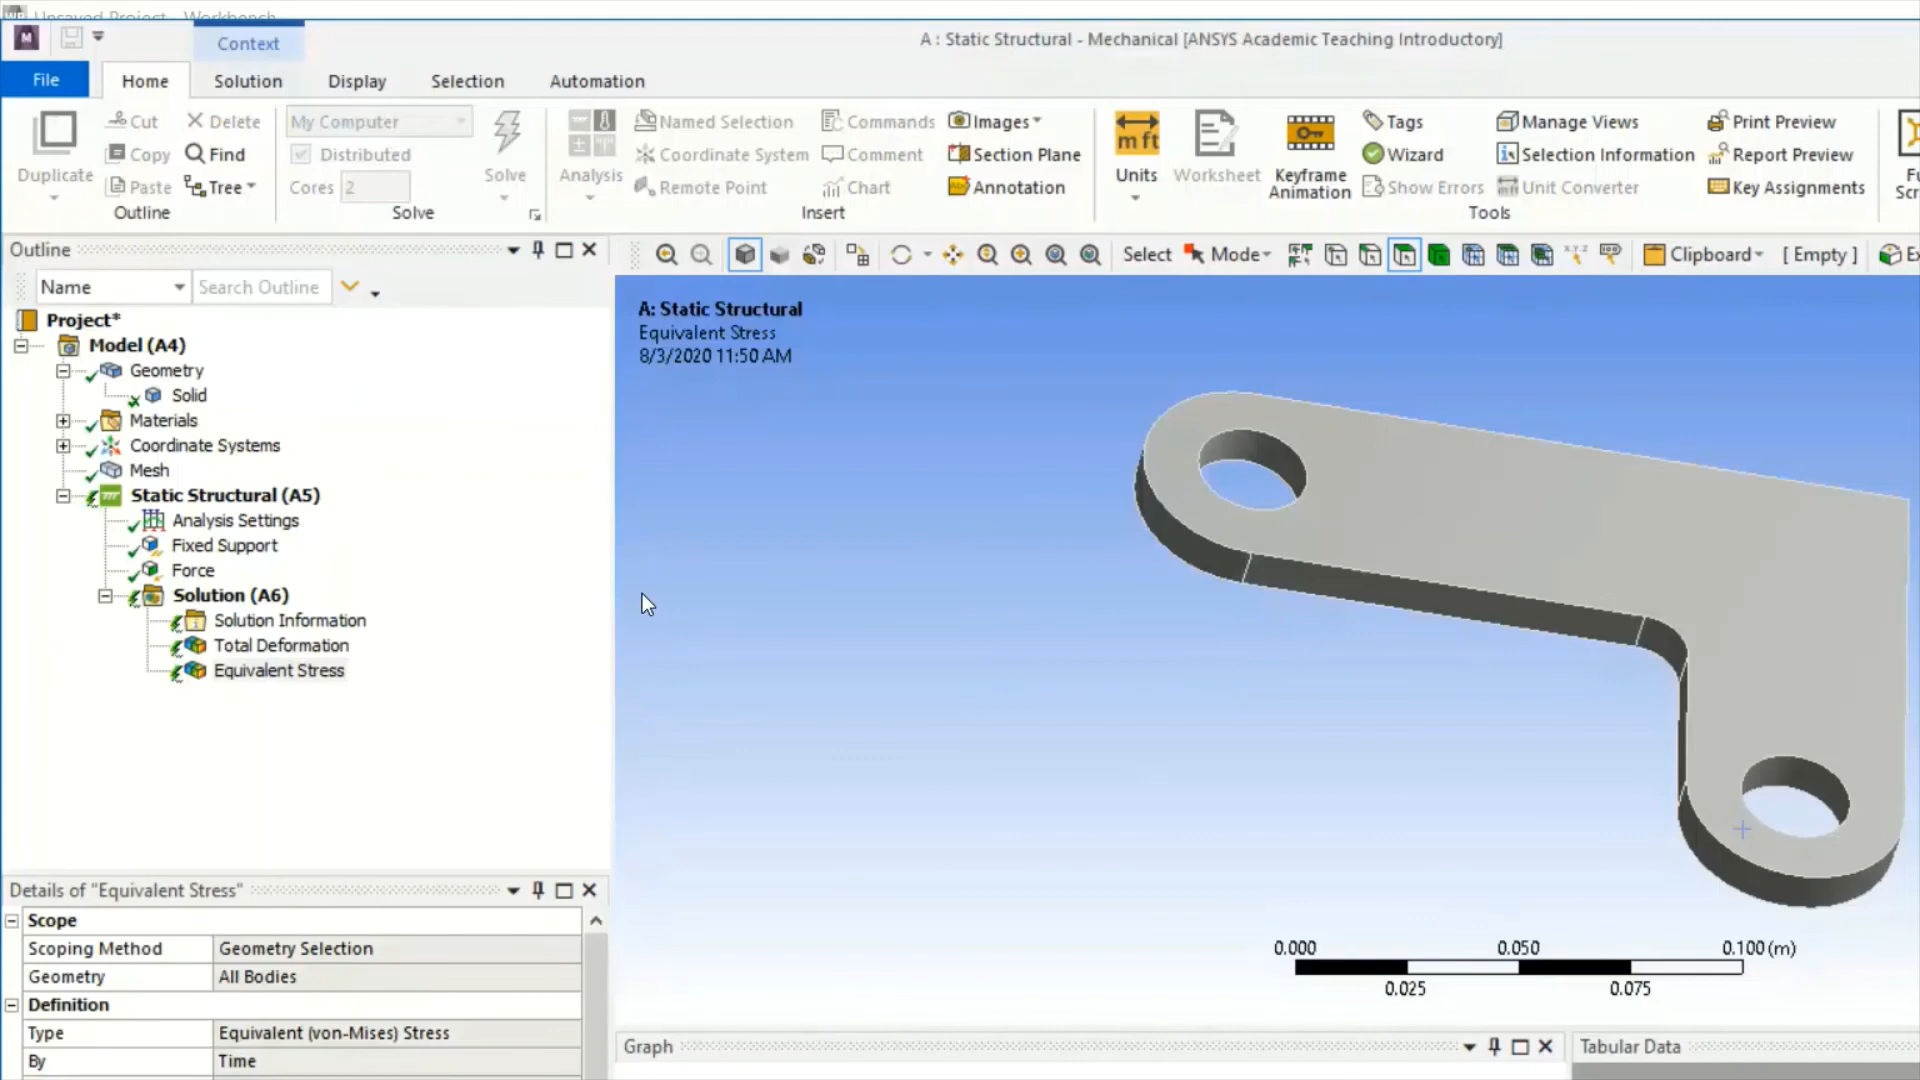 Unsaved Project - Workbench
Context
A : Static Structural - Mechanical [ANSYS Academic Teaching Introductory]
File Home Solution Display Selection Automation
Duplicate
Cut
Copy
Paste
Delete
Find
Tree
Outline
My Computer
Distributed
Cores 2
Solve
Solve
Analysis
Named Selection
Coordinate System
Remote Point
Commands
Comment
Chart
Images
Section Plane
Annotation
Insert
Units
Worksheet
Keyframe
Animation
Tags
Wizard
Show Errors
Manage Views
Selection Information
Unit Converter
Print Preview
Report Preview
Key Assignments
Tools
Outline
Select Mode Clipboard [ Empty ]
Name Search Outline
Project*
Model (A4)
Geometry
Solid
Materials
Coordinate Systems
Mesh
Static Structural (A5)
Analysis Settings
Fixed Support
Force
Solution (A6)
Solution Information
Total Deformation
Equivalent Stress
A: Static Structural
Equivalent Stress
8/3/2020 11:50 AM
0.000 0.050 0.100 (m)
0.025 0.075
Details of "Equivalent Stress"
Scope
Scoping Method Geometry Selection
Geometry All Bodies
Definition
Type Equivalent (von-Mises) Stress
By Time
Graph
Tabular Data